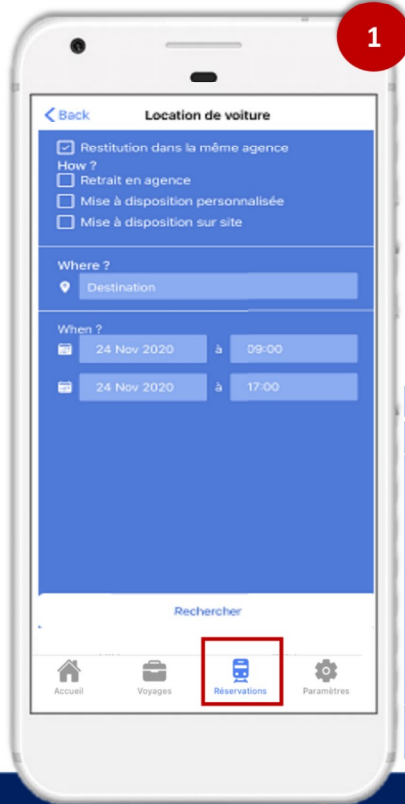 1
Back Location de voiture
Restitution dans la même agence
How ?
Retrait en agence
Mise à disposition personnalisée
Mise à disposition sur site
Where ?
Destination
When ?
24 Nov 2020 à 09:00
24 Nov 2020 à 17:00
Rechercher
Accueil Voyages Réservations Paramètres